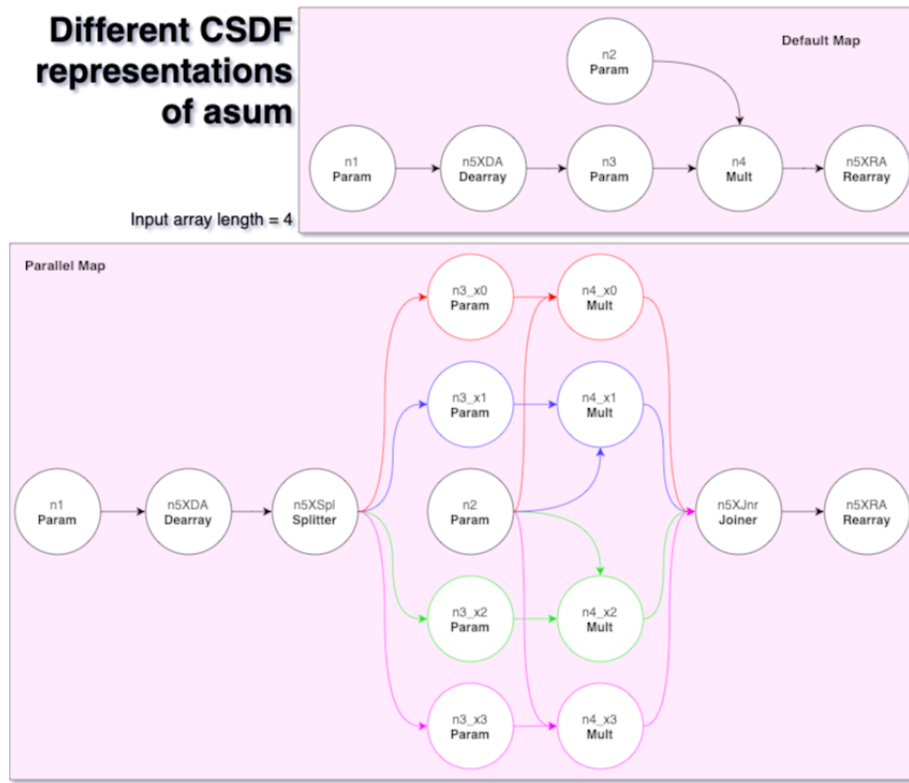 Different CSDF
representations
of asum
Input array length = 4
Default Map
n2
Param
n1
Param
n5XDA
Dearray
n3
Param
n4
Mult
n5XRA
Rearray
Parallel Map
n3_x0
Param
n4_x0
Mult
n3_x1
Param
n4_x1
Mult
n1
Param
n5XDA
Dearray
n5XSpl
Splitter
n2
Param
n5XJnr
Joiner
n5XRA
Rearray
n3_x2
Param
n4_x2
Mult
n3_x3
Param
n4_x3
Mult